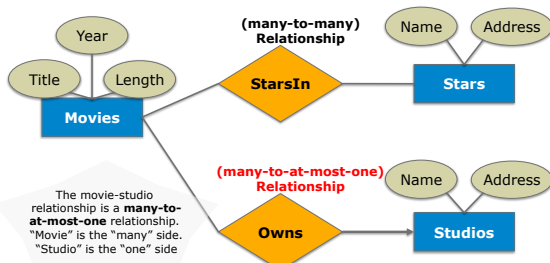 (many-to-many)
Relationship
Name
Address
Year
Title
Length
StarsIn
Stars
Movies
(many-to-at-most-one)
Relationship
Name
Address
The movie-studio
relationship is a many-to-
at-most-one relationship.
“Movie” is the “many” side.
“Studio” is the “one” side
Owns
Studios